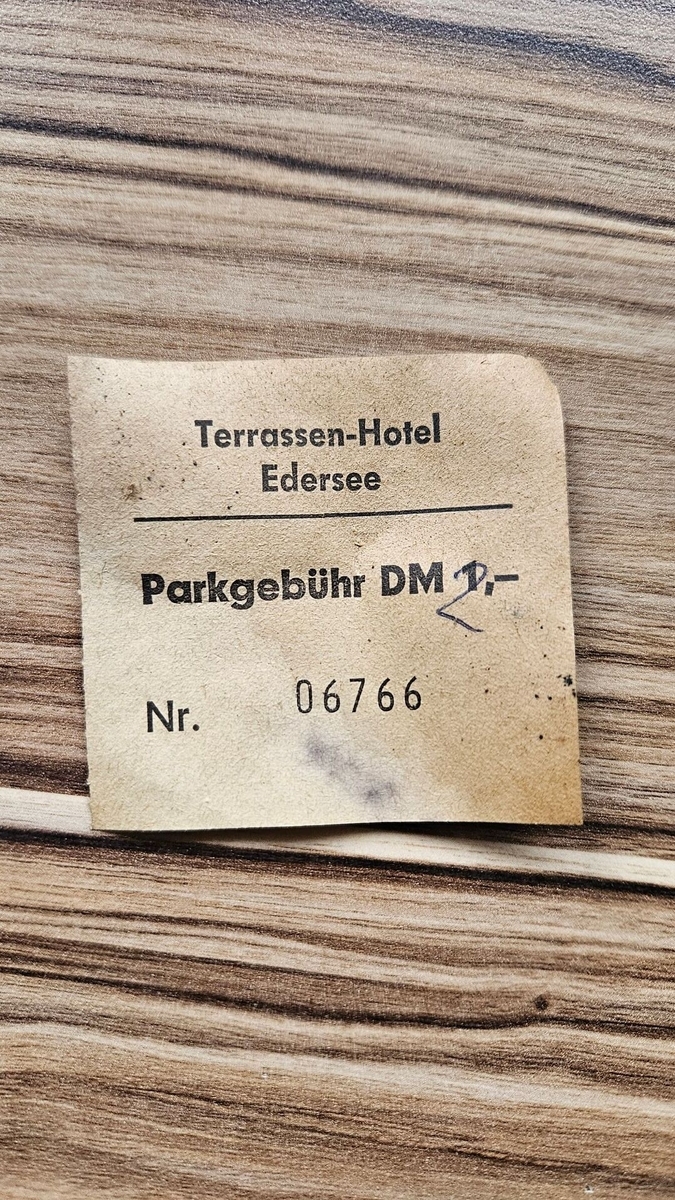 Terrassen-Hotel
Edersee
Parkgebühr DM 2,–
Nr. 06766